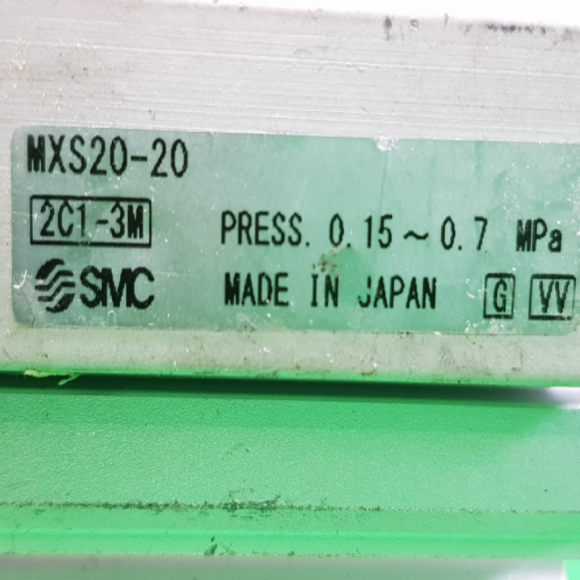 MXS20-20
2C1-3M PRESS. 0.15~0.7 MPa
SMC MADE IN JAPAN G VV